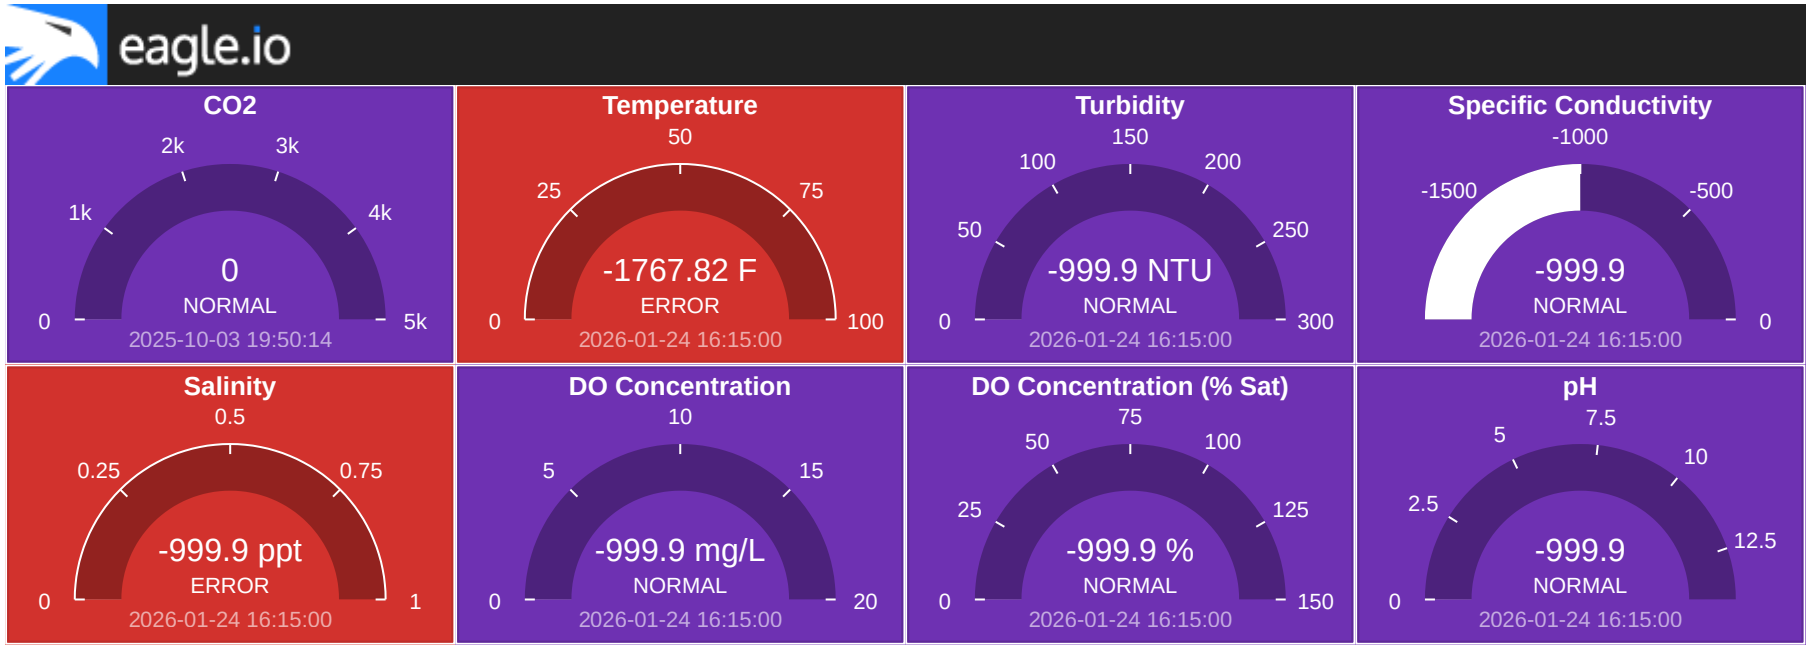 eagle.io
CO2
2k
3k
1k
4k
0
NORMAL
0
5k
2025-10-03 19:50:14
Temperature
50
25
75
-1767.82 F
ERROR
0
100
2026-01-24 16:15:00
Turbidity
150
100
200
50
250
-999.9 NTU
NORMAL
0
300
2026-01-24 16:15:00
Specific Conductivity
-1000
-1500
-500
-999.9
NORMAL
0
2026-01-24 16:15:00
Salinity
0.5
0.25
0.75
-999.9 ppt
ERROR
0
1
2026-01-24 16:15:00
DO Concentration
10
5
15
-999.9 mg/L
NORMAL
0
20
2026-01-24 16:15:00
DO Concentration (% Sat)
75
50
100
25
125
-999.9 %
NORMAL
0
150
2026-01-24 16:15:00
pH
7.5
5
10
2.5
12.5
-999.9
NORMAL
0
2026-01-24 16:15:00